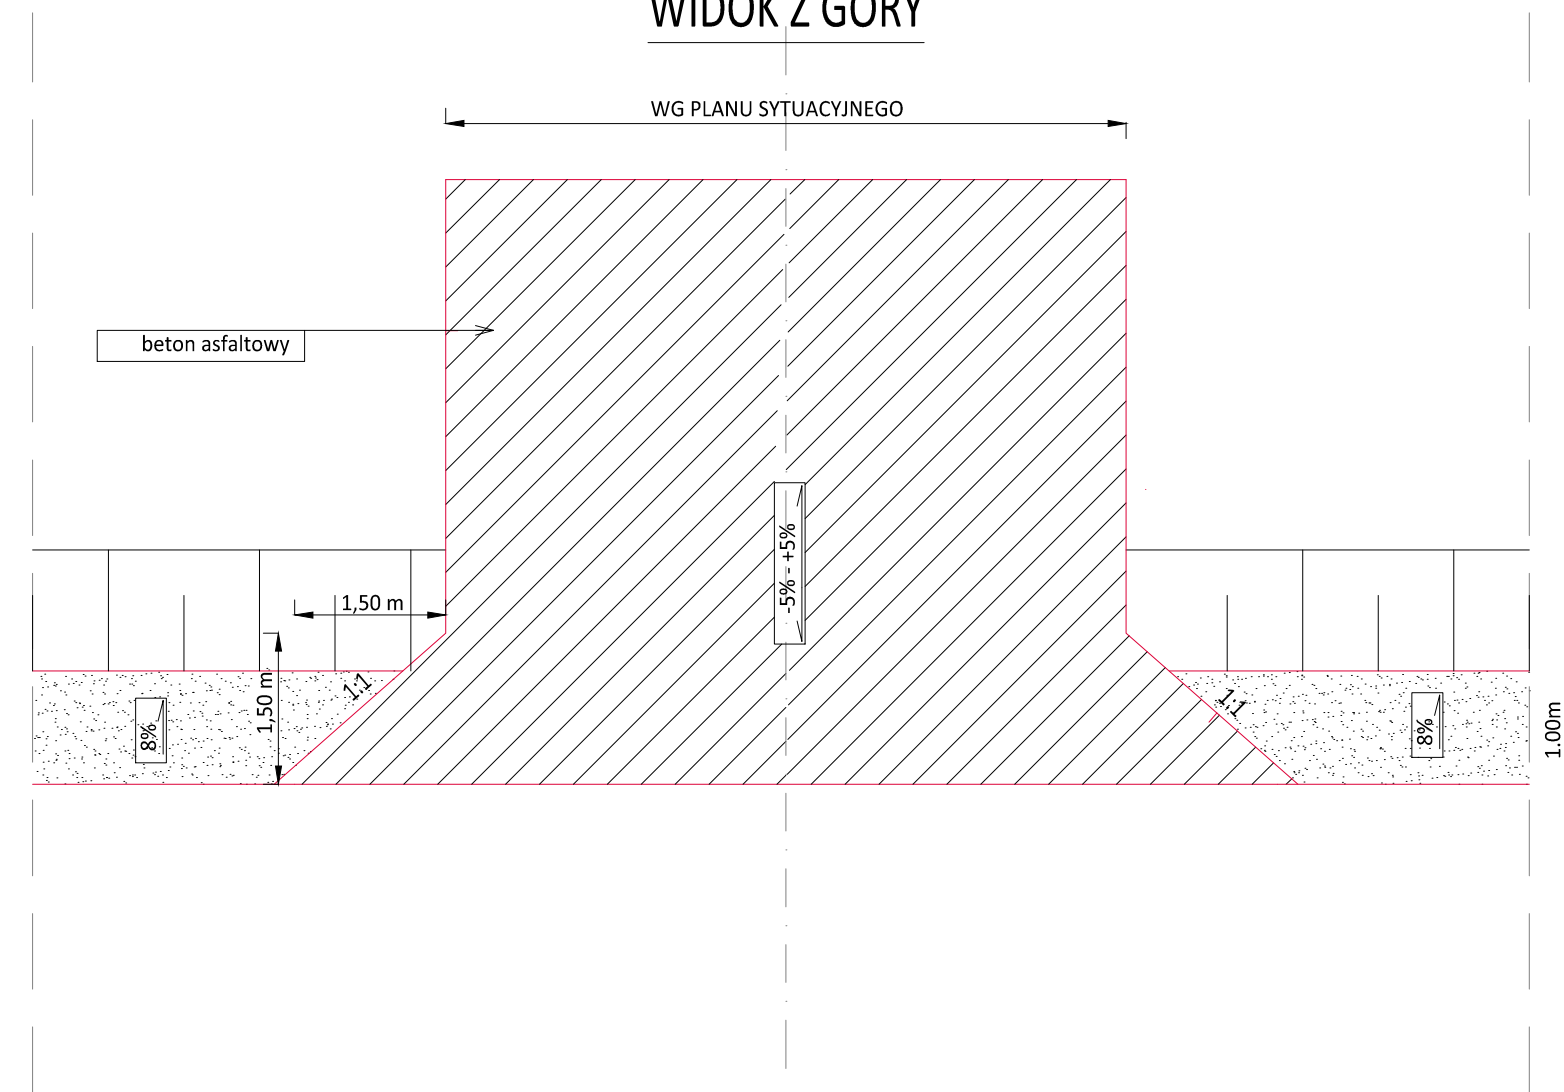 WIDOK Z GÓRY
WG PLANU SYTUACYJNEGO
beton asfaltowy
-5% - +5%
1,50 m
1:1
1,50 m
1:1
8%
8%
1.00m